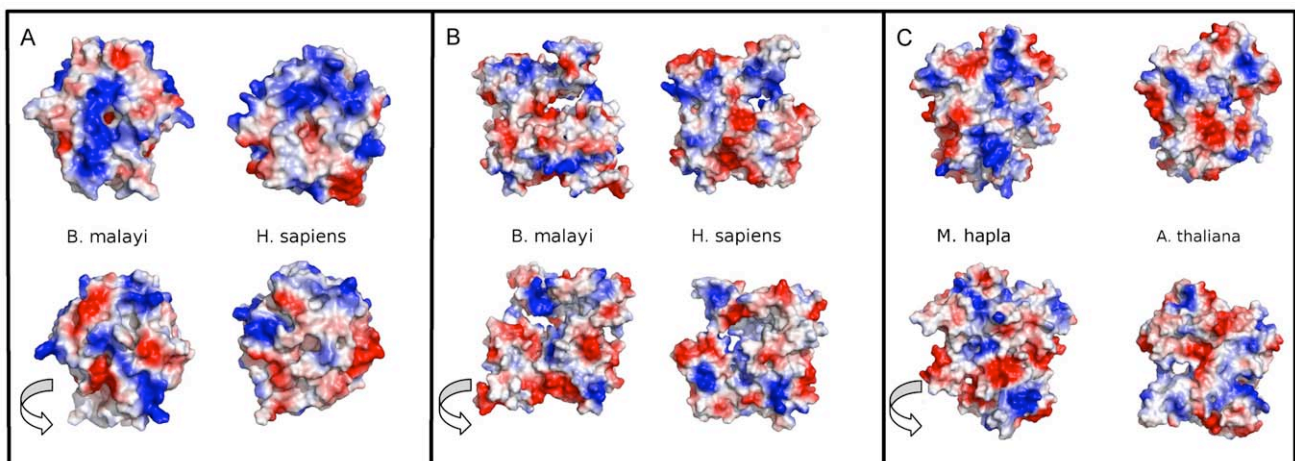 A
B. malayi
H. sapiens
B
B. malayi
H. sapiens
C
M. hapla
A. thaliana